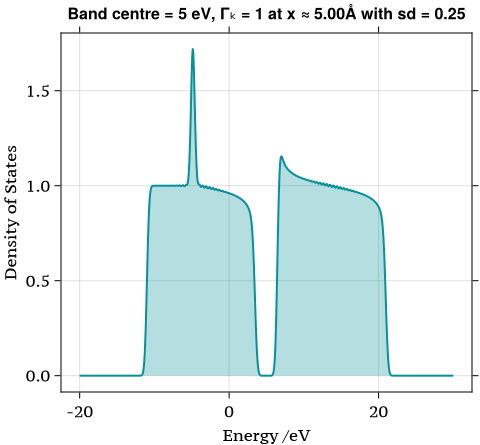 Band centre = 5 eV, Γₖ = 1 at x ≈ 5.00Å with sd = 0.25
1.5
1.0
0.5
0.0
Density of States
-20 0 20
Energy /eV